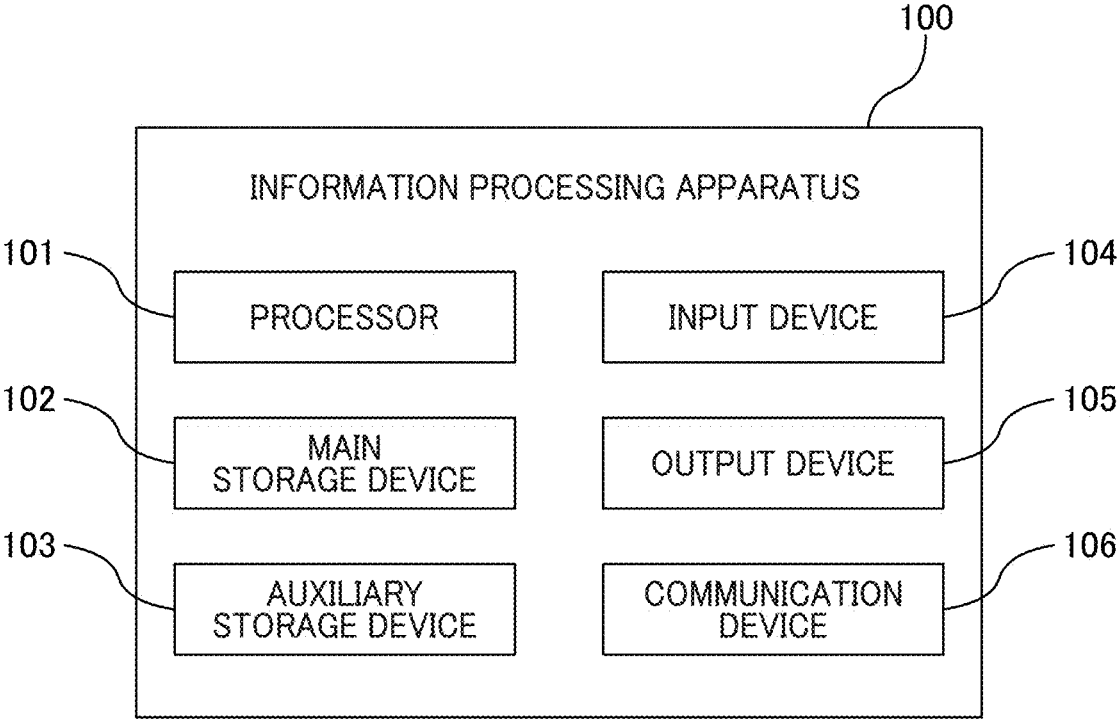 100
INFORMATION PROCESSING APPARATUS
101
PROCESSOR
104
INPUT DEVICE
102
MAIN
STORAGE DEVICE
105
OUTPUT DEVICE
103
AUXILIARY
STORAGE DEVICE
106
COMMUNICATION
DEVICE